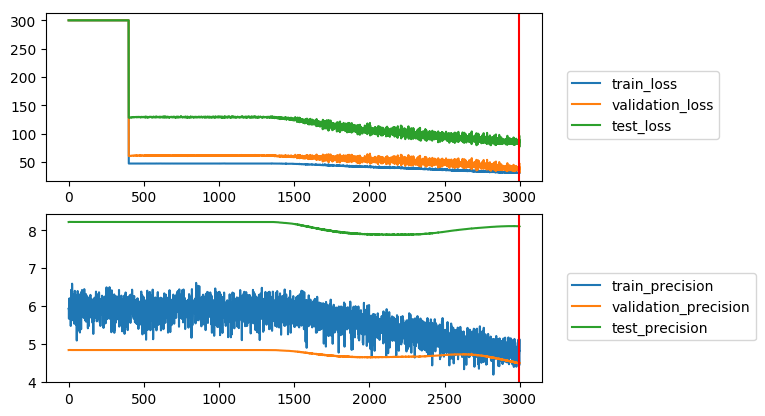 300
250
200
150
100
50
0 500 1000 1500 2000 2500 3000
train_loss
validation_loss
test_loss
8
7
6
5
4
0 500 1000 1500 2000 2500 3000
train_precision
validation_precision
test_precision